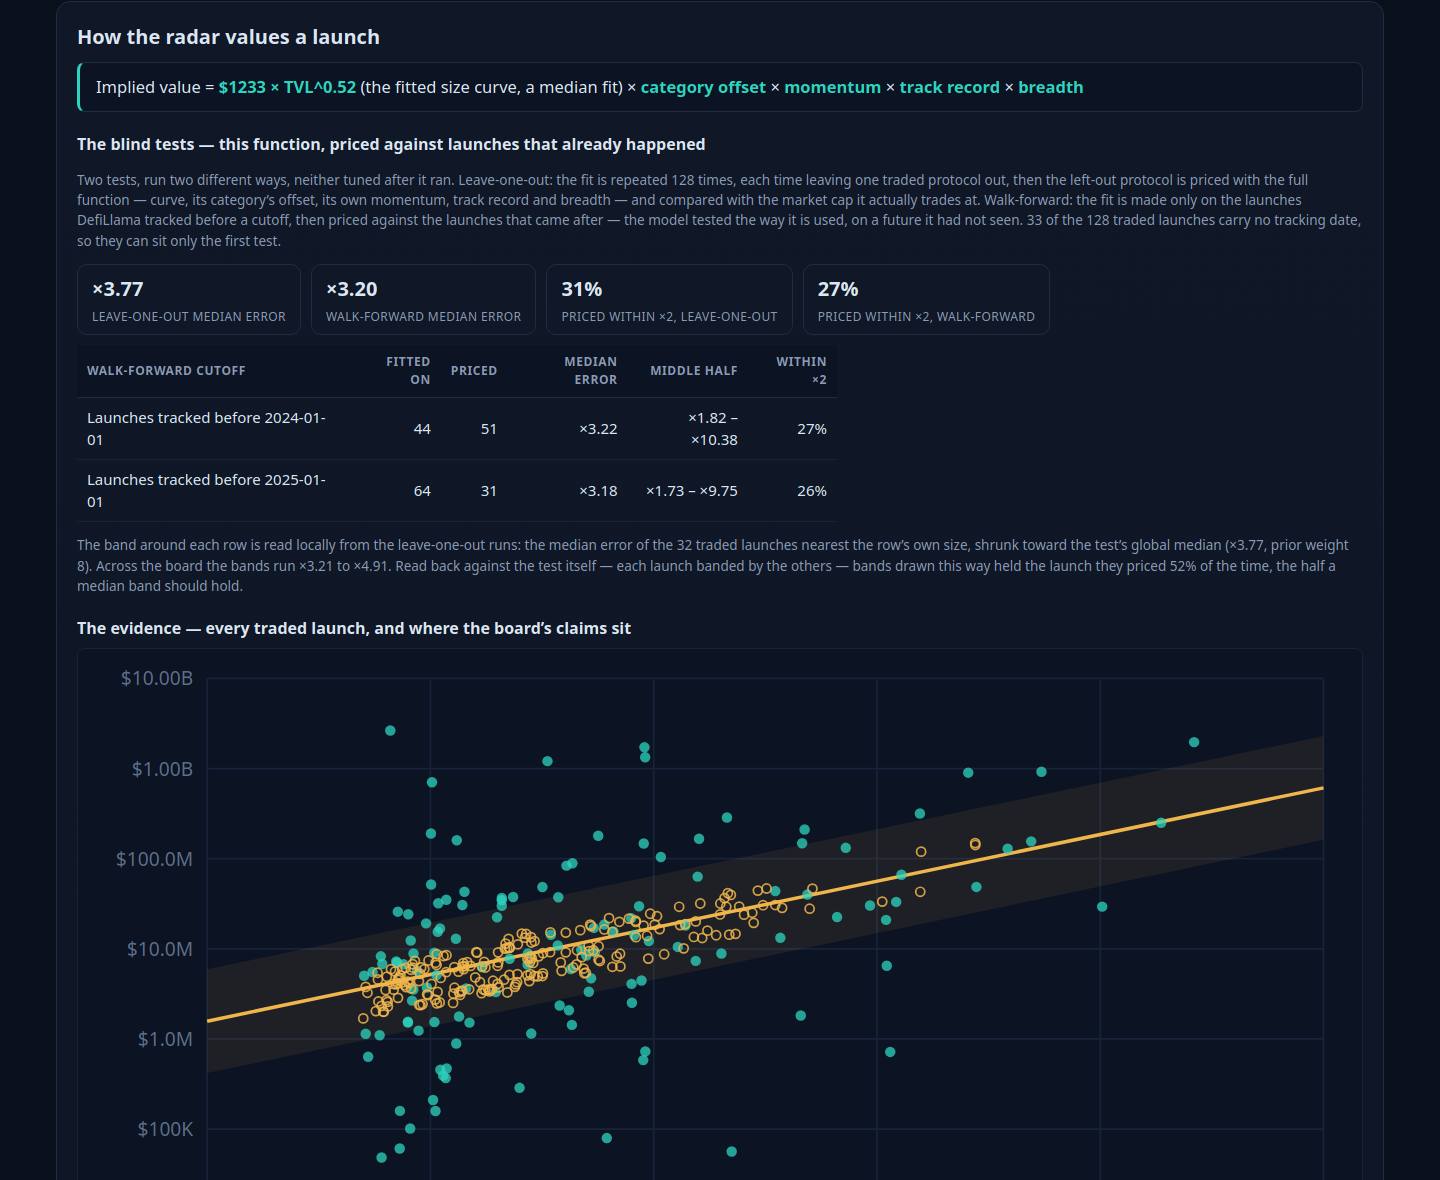 How the radar values a launch
Implied value = $1233 × TVL^0.52 (the fitted size curve, a median fit) × category offset × momentum × track record × breadth
The blind tests — this function, priced against launches that already happened
Two tests, run two different ways, neither tuned after it ran. Leave-one-out: the fit is repeated 128 times, each time leaving one traded protocol out, then the left-out protocol is priced with the full
function — curve, its category's offset, its own momentum, track record and breadth — and compared with the market cap it actually trades at. Walk-forward: the fit is made only on the launches
DefiLlama tracked before a cutoff, then priced against the launches that came after — the model tested the way it is used, on a future it had not seen. 33 of the 128 traded launches carry no tracking date,
so they can sit only the first test.
×3.77
LEAVE-ONE-OUT MEDIAN ERROR
×3.20
WALK-FORWARD MEDIAN ERROR
31%
PRICED WITHIN ×2, LEAVE-ONE-OUT
27%
PRICED WITHIN ×2, WALK-FORWARD
WALK-FORWARD CUTOFF FITTED ON PRICED MEDIAN ERROR MIDDLE HALF WITHIN ×2
Launches tracked before 2024-01-01 44 51 ×3.22 ×1.82 – ×10.38 27%
Launches tracked before 2025-01-01 64 31 ×3.18 ×1.73 – ×9.75 26%
The band around each row is read locally from the leave-one-out runs: the median error of the 32 traded launches nearest the row's own size, shrunk toward the test's global median (×3.77, prior weight
8). Across the board the bands run ×3.21 to ×4.91. Read back against the test itself — each launch banded by the others — bands drawn this way held the launch they priced 52% of the time, the half a
median band should hold.
The evidence — every traded launch, and where the board's claims sit
$10.00B
$1.00B
$100.0M
$10.0M
$1.0M
$100K